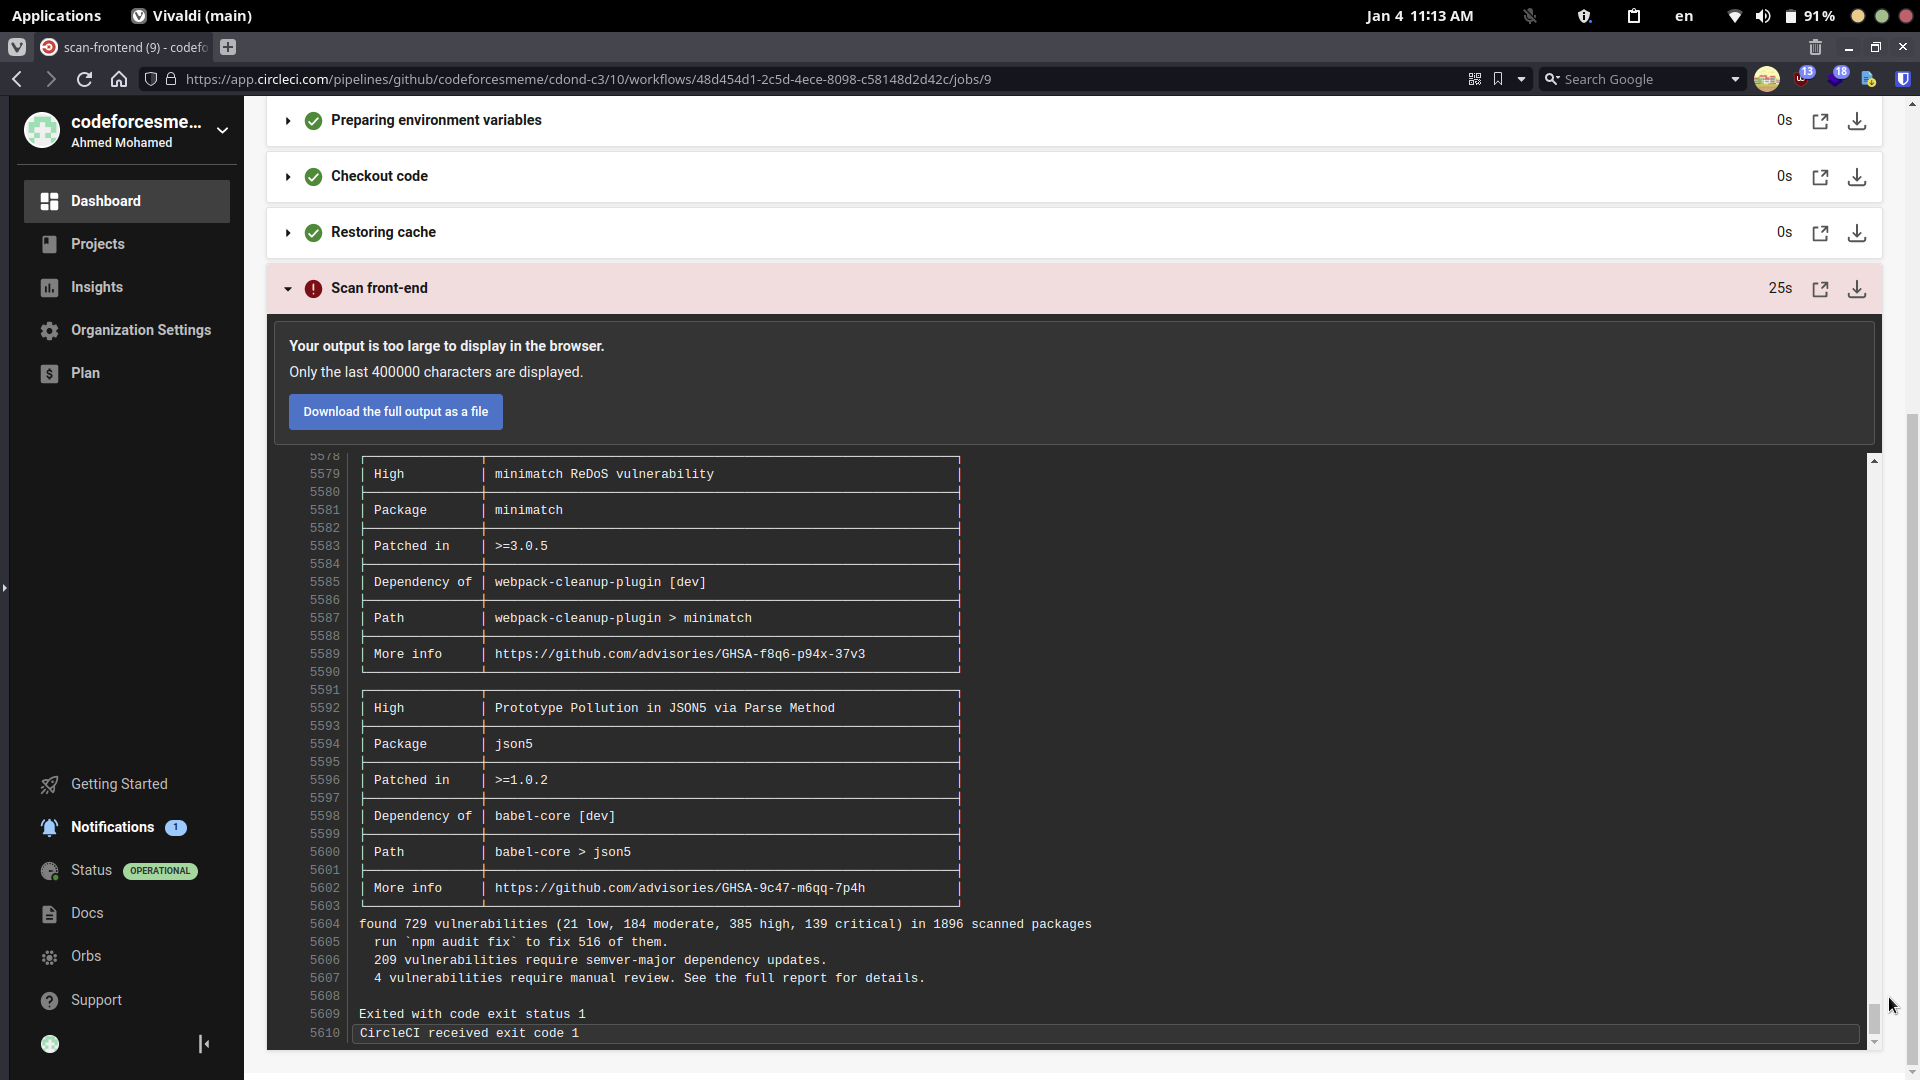 Applications
Vivaldi (main)
Jan 4 11:13 AM
en
91%
scan-frontend (9) - codefo
https://app.circleci.com/pipelines/github/codeforcesmeme/cdond-c3/10/workflows/48d454d1-2c5d-4ece-8098-c58148d2d42c/jobs/9
Search Google
13
18
codeforcesme...
Ahmed Mohamed
Dashboard
Projects
Insights
Organization Settings
Plan
Getting Started
Notifications 1
Status OPERATIONAL
Docs
Orbs
Support
Preparing environment variables 0s
Checkout code 0s
Restoring cache 0s
Scan front-end 25s
Your output is too large to display in the browser.
Only the last 400000 characters are displayed.
Download the full output as a file
5578
5579 High minimatch ReDoS vulnerability
5580
5581 Package minimatch
5582
5583 Patched in >=3.0.5
5584
5585 Dependency of webpack-cleanup-plugin [dev]
5586
5587 Path webpack-cleanup-plugin > minimatch
5588
5589 More info https://github.com/advisories/GHSA-f8q6-p94x-37v3
5590
5591
5592 High Prototype Pollution in JSON5 via Parse Method
5593
5594 Package json5
5595
5596 Patched in >=1.0.2
5597
5598 Dependency of babel-core [dev]
5599
5600 Path babel-core > json5
5601
5602 More info https://github.com/advisories/GHSA-9c47-m6qq-7p4h
5603
5604 found 729 vulnerabilities (21 low, 184 moderate, 385 high, 139 critical) in 1896 scanned packages
5605 run `npm audit fix` to fix 516 of them.
5606 209 vulnerabilities require semver-major dependency updates.
5607 4 vulnerabilities require manual review. See the full report for details.
5608
5609 Exited with code exit status 1
5610 CircleCI received exit code 1